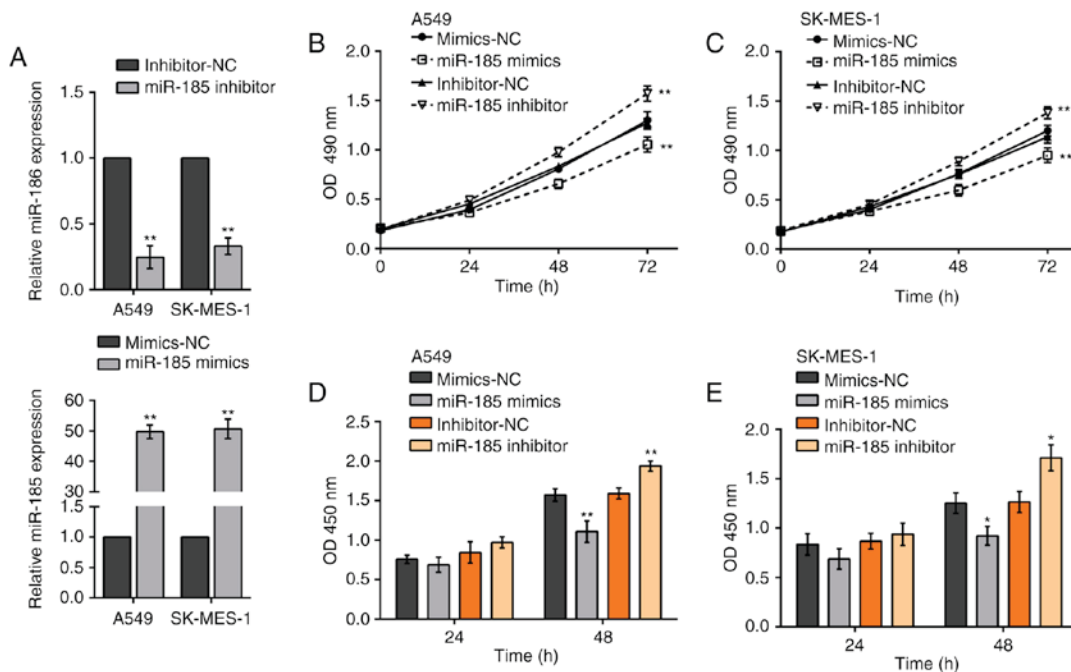 A
Inhibitor-NC
miR-185 inhibitor
Relative miR-186 expression
1.5
1.0
0.5
0.0
**
**
A549
SK-MES-1
Mimics-NC
miR-185 mimics
Relative miR-185 expression
60
50
40
30
1.5
1.0
0.5
0.0
**
**
A549
SK-MES-1
B
A549
Mimics-NC
miR-185 mimics
Inhibitor-NC
miR-185 inhibitor
OD 490 nm
2.0
1.5
1.0
0.5
0.0
**
**
0
24
48
72
Time (h)
C
SK-MES-1
Mimics-NC
miR-185 mimics
Inhibitor-NC
miR-185 inhibitor
OD 490 nm
2.0
1.5
1.0
0.5
0.0
**
**
0
24
48
72
Time (h)
D
A549
Mimics-NC
miR-185 mimics
Inhibitor-NC
miR-185 inhibitor
OD 450 nm
2.5
2.0
1.5
1.0
0.5
0.0
**
**
24
48
Time (h)
E
SK-MES-1
Mimics-NC
miR-185 mimics
Inhibitor-NC
miR-185 inhibitor
OD 450 nm
2.0
1.5
1.0
0.5
0.0
*
*
24
48
Time (h)